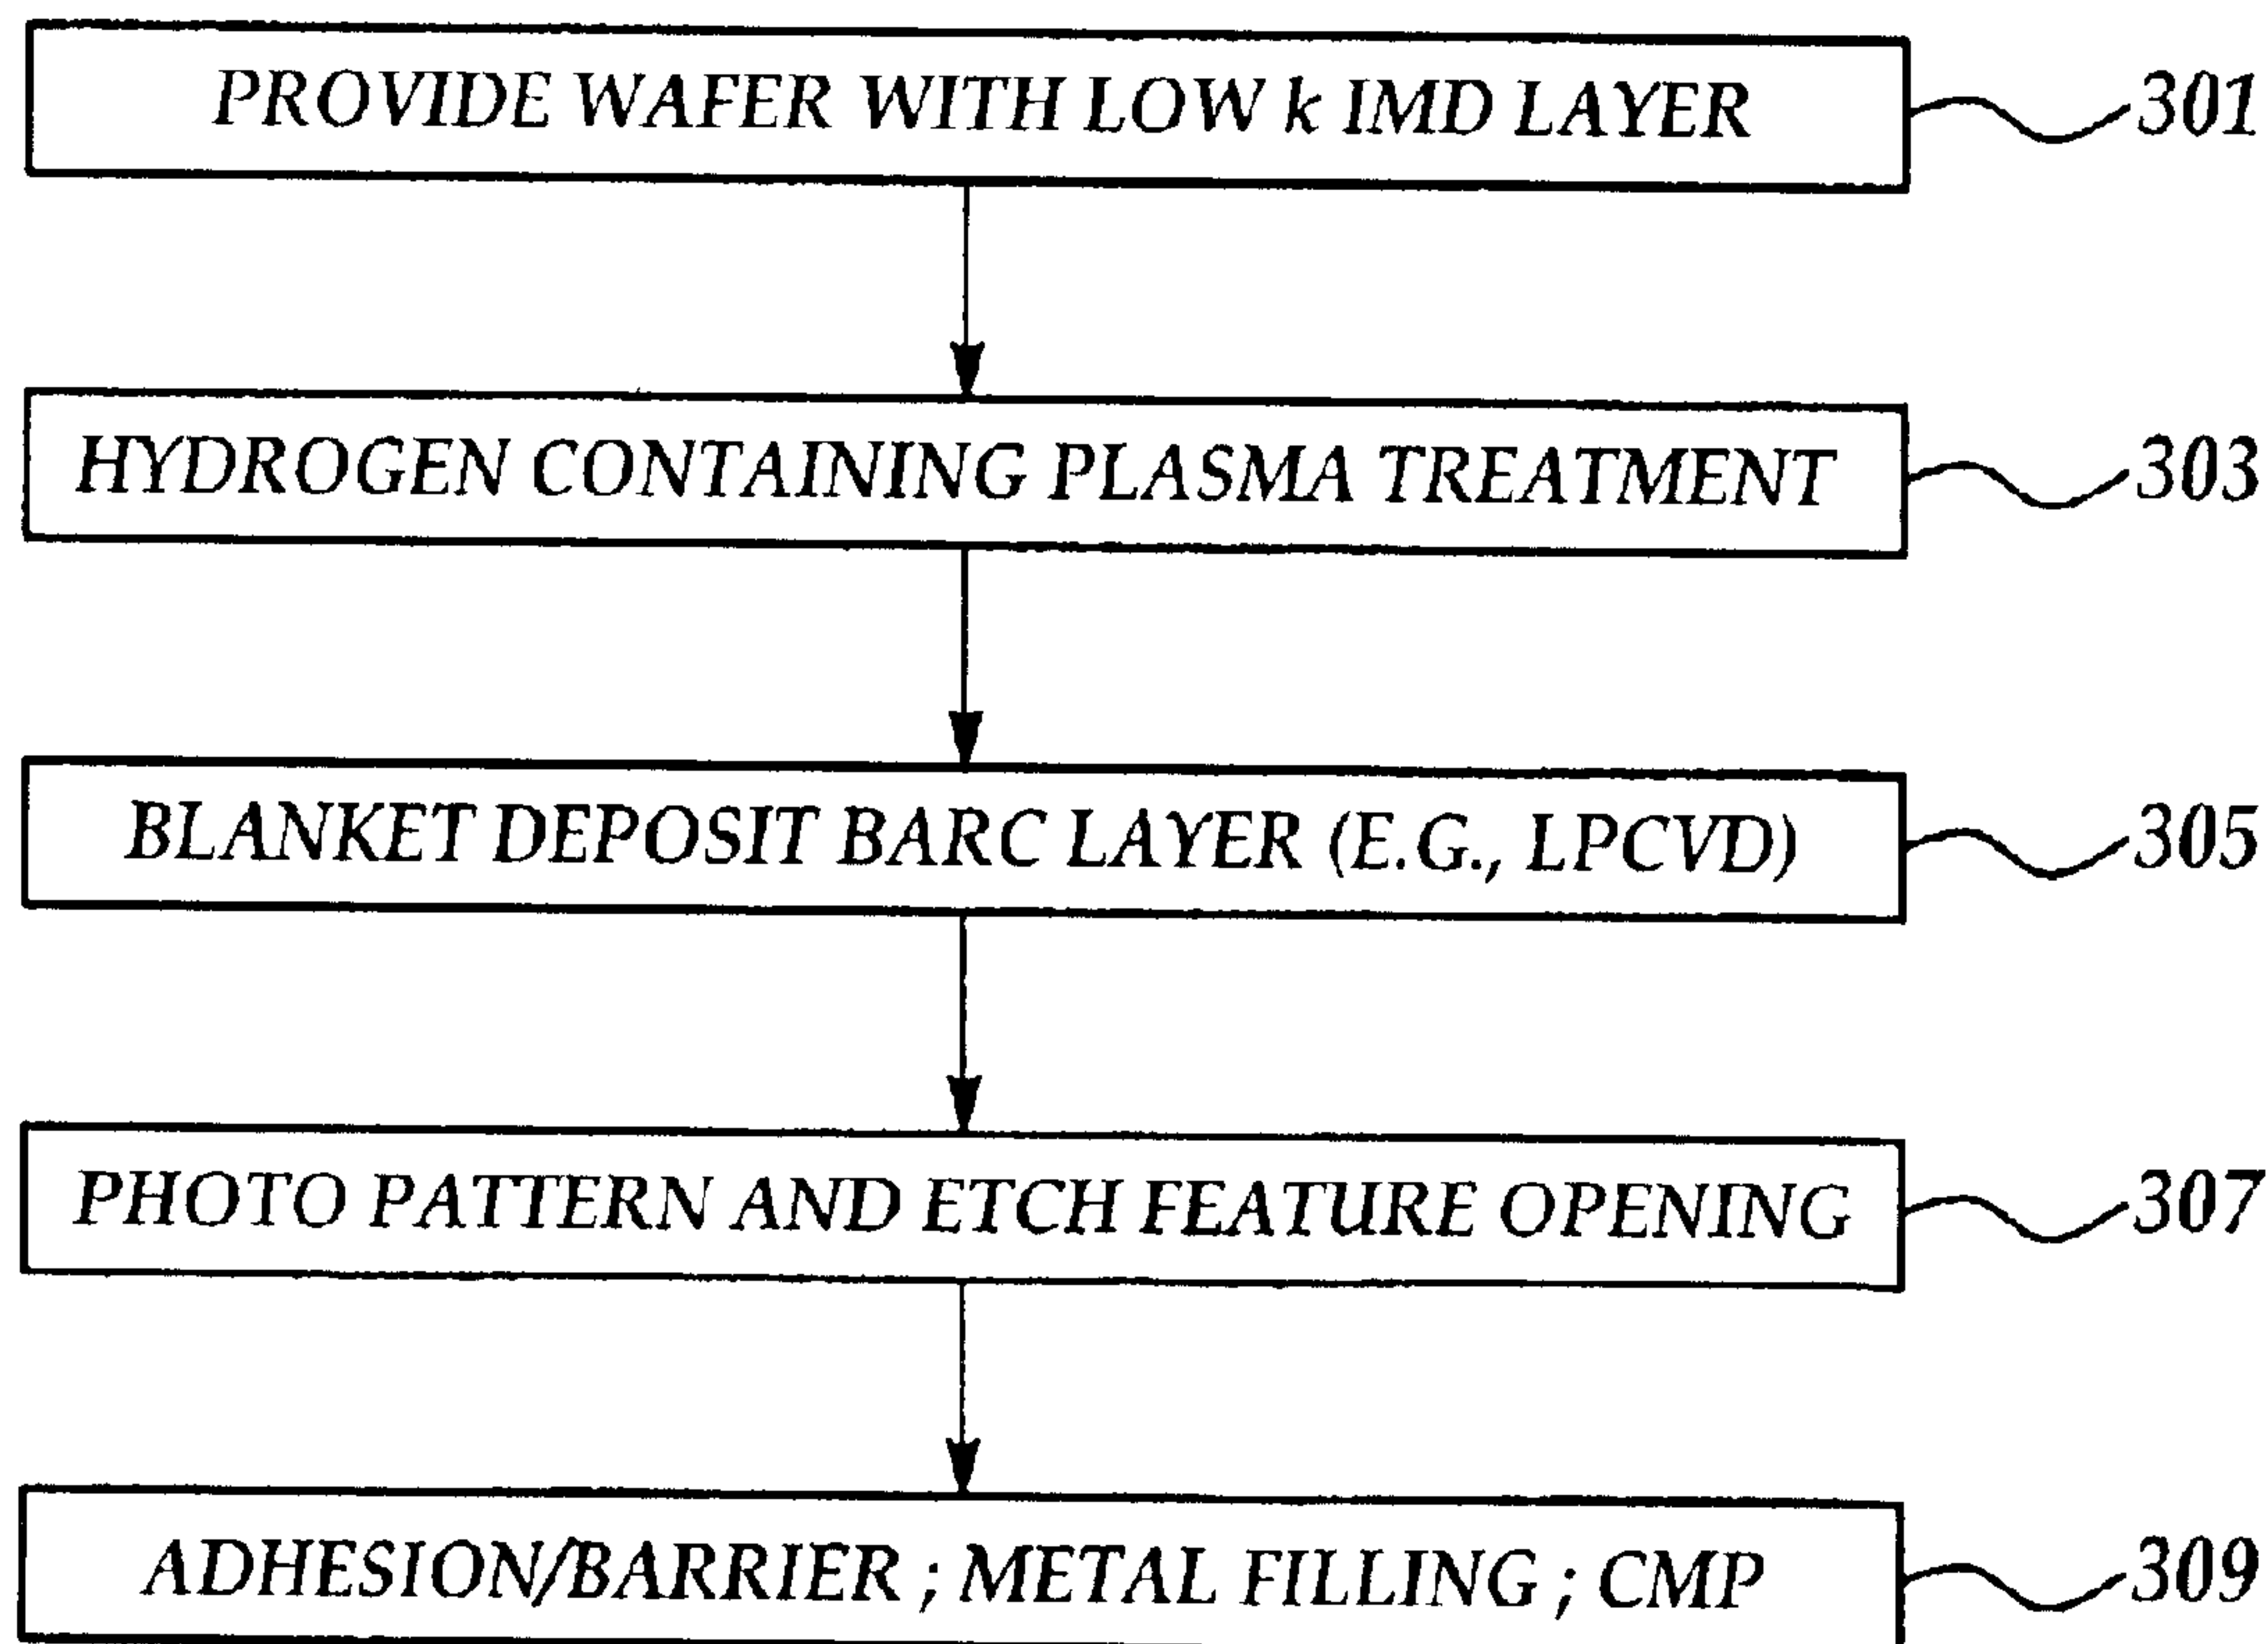 PROVIDE WAFER WITH LOW k IMD LAYER 301
HYDROGEN CONTAINING PLASMA TREATMENT 303
BLANKET DEPOSIT BARC LAYER (E.G., LPCVD) 305
PHOTO PATTERN AND ETCH FEATURE OPENING 307
ADHESION/BARRIER ; METAL FILLING ; CMP 309